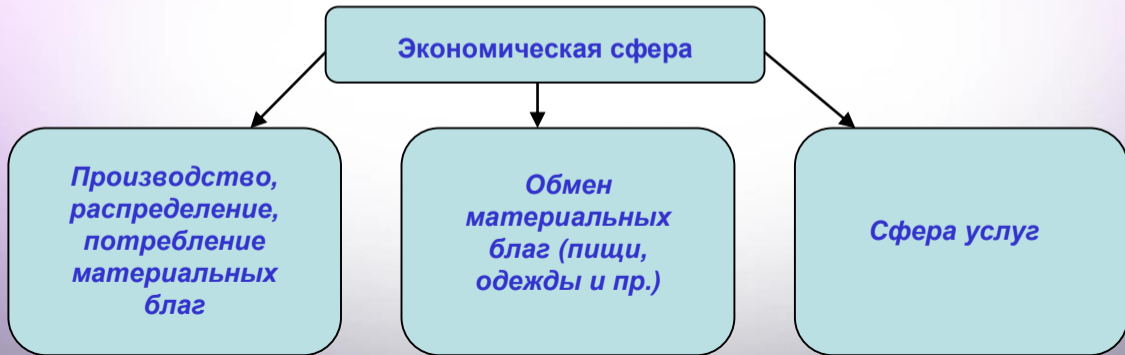 Экономическая сфера
Производство,
распределение,
потребление
материальных
благ
Обмен
материальных
благ (пищи,
одежды и пр.)
Сфера услуг